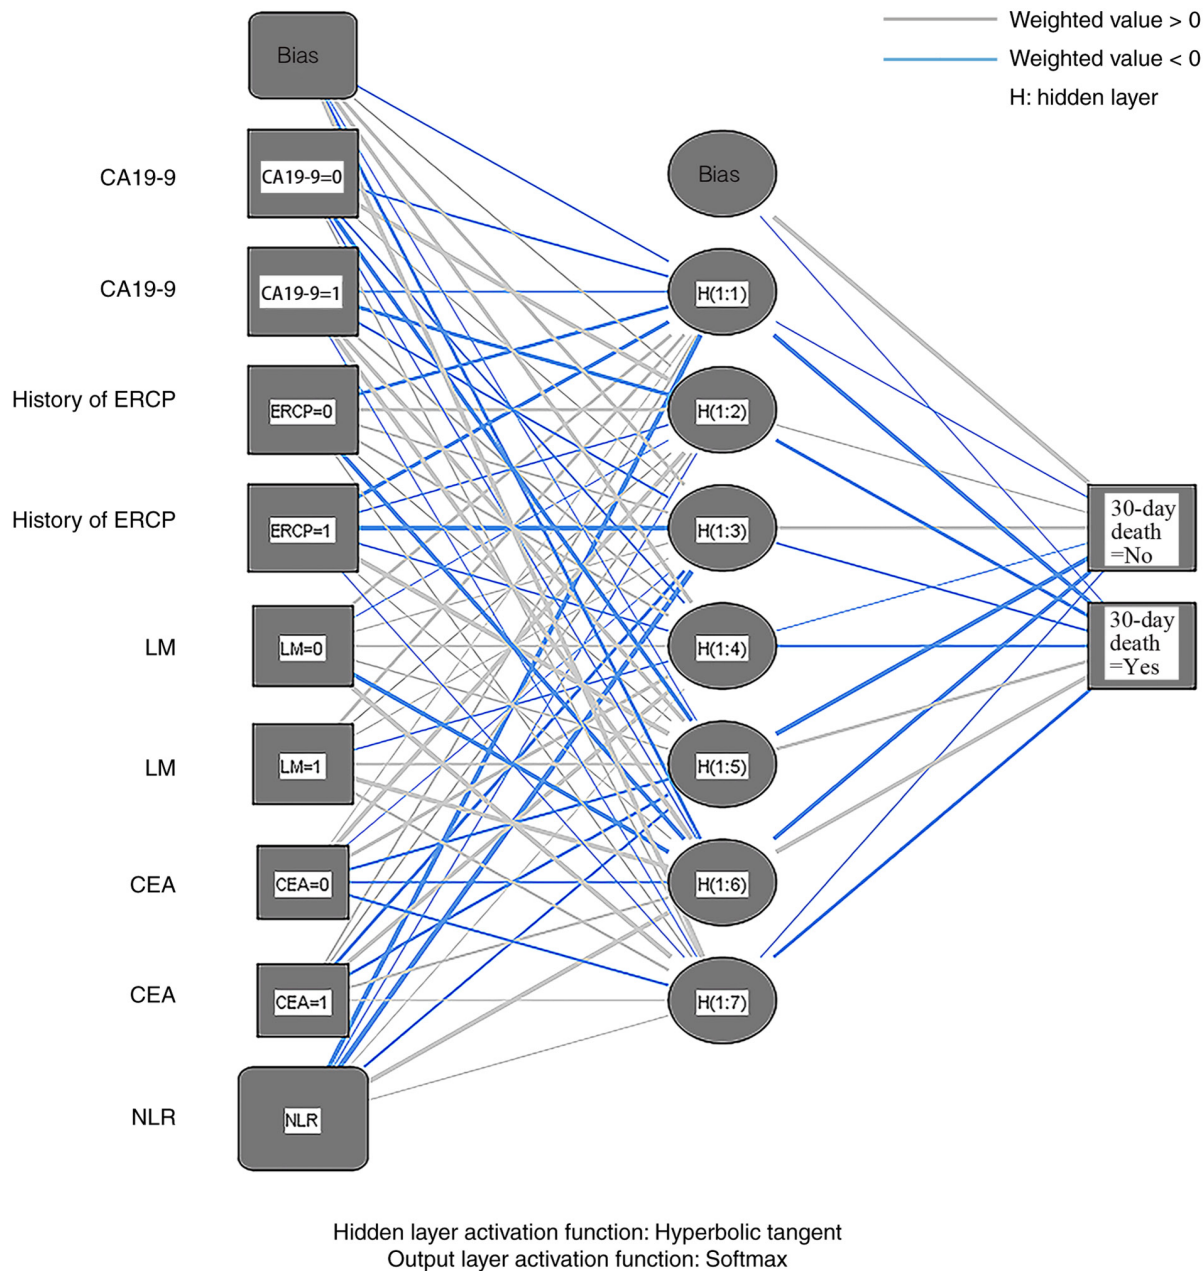 Weighted value > 0
Weighted value < 0
H: hidden layer
Bias
CA19-9
CA19-9=0
Bias
CA19-9
CA19-9=1
H(1:1)
History of ERCP
ERCP=0
H(1:2)
History of ERCP
ERCP=1
H(1:3)
30-day
death
=No
LM
LM=0
H(1:4)
30-day
death
=Yes
LM
LM=1
H(1:5)
CEA
CEA=0
H(1:6)
CEA
CEA=1
H(1:7)
NLR
NLR
Hidden layer activation function: Hyperbolic tangent
Output layer activation function: Softmax